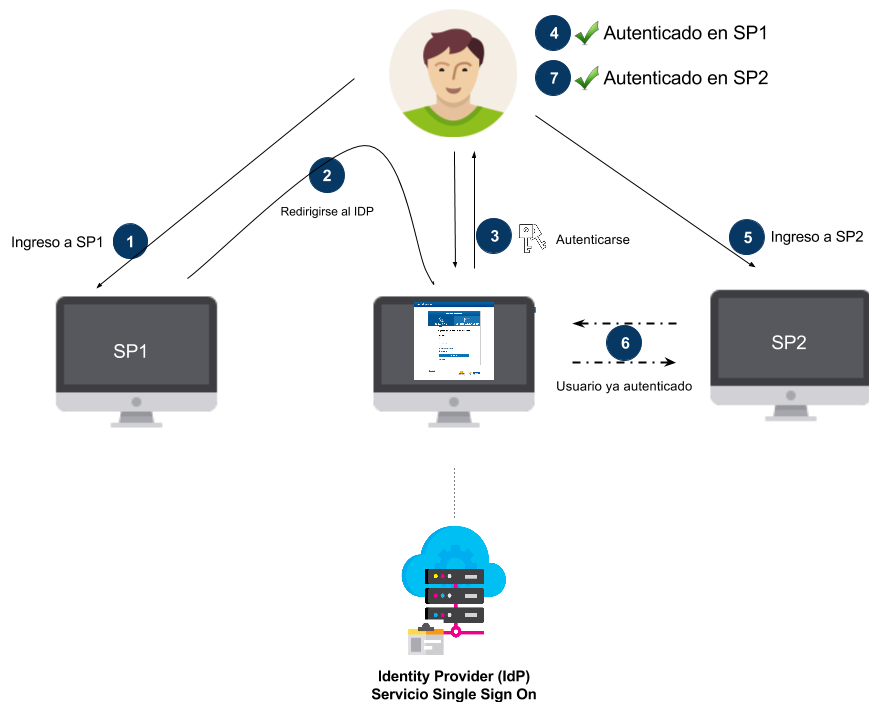 4 Autenticado en SP1
7 Autenticado en SP2
2
Redirigirse al IDP
Ingreso a SP1 1
3 Autenticarse
5 Ingreso a SP2
SP1
SP2
6
Usuario ya autenticado
Identity Provider (IdP)
Servicio Single Sign On